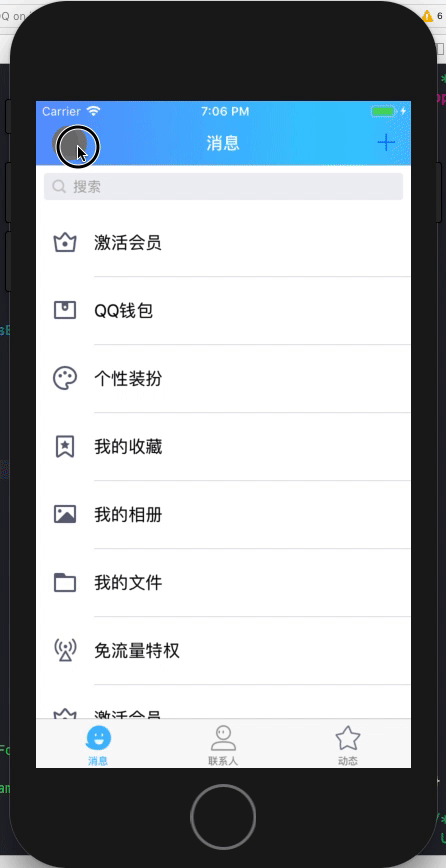 Q on
6
Carrier
7:06 PM
消息
搜索
激活会员
QQ钱包
个性装扮
我的收藏
我的相册
我的文件
免流量特权
激活会员
消息
联系人
动态